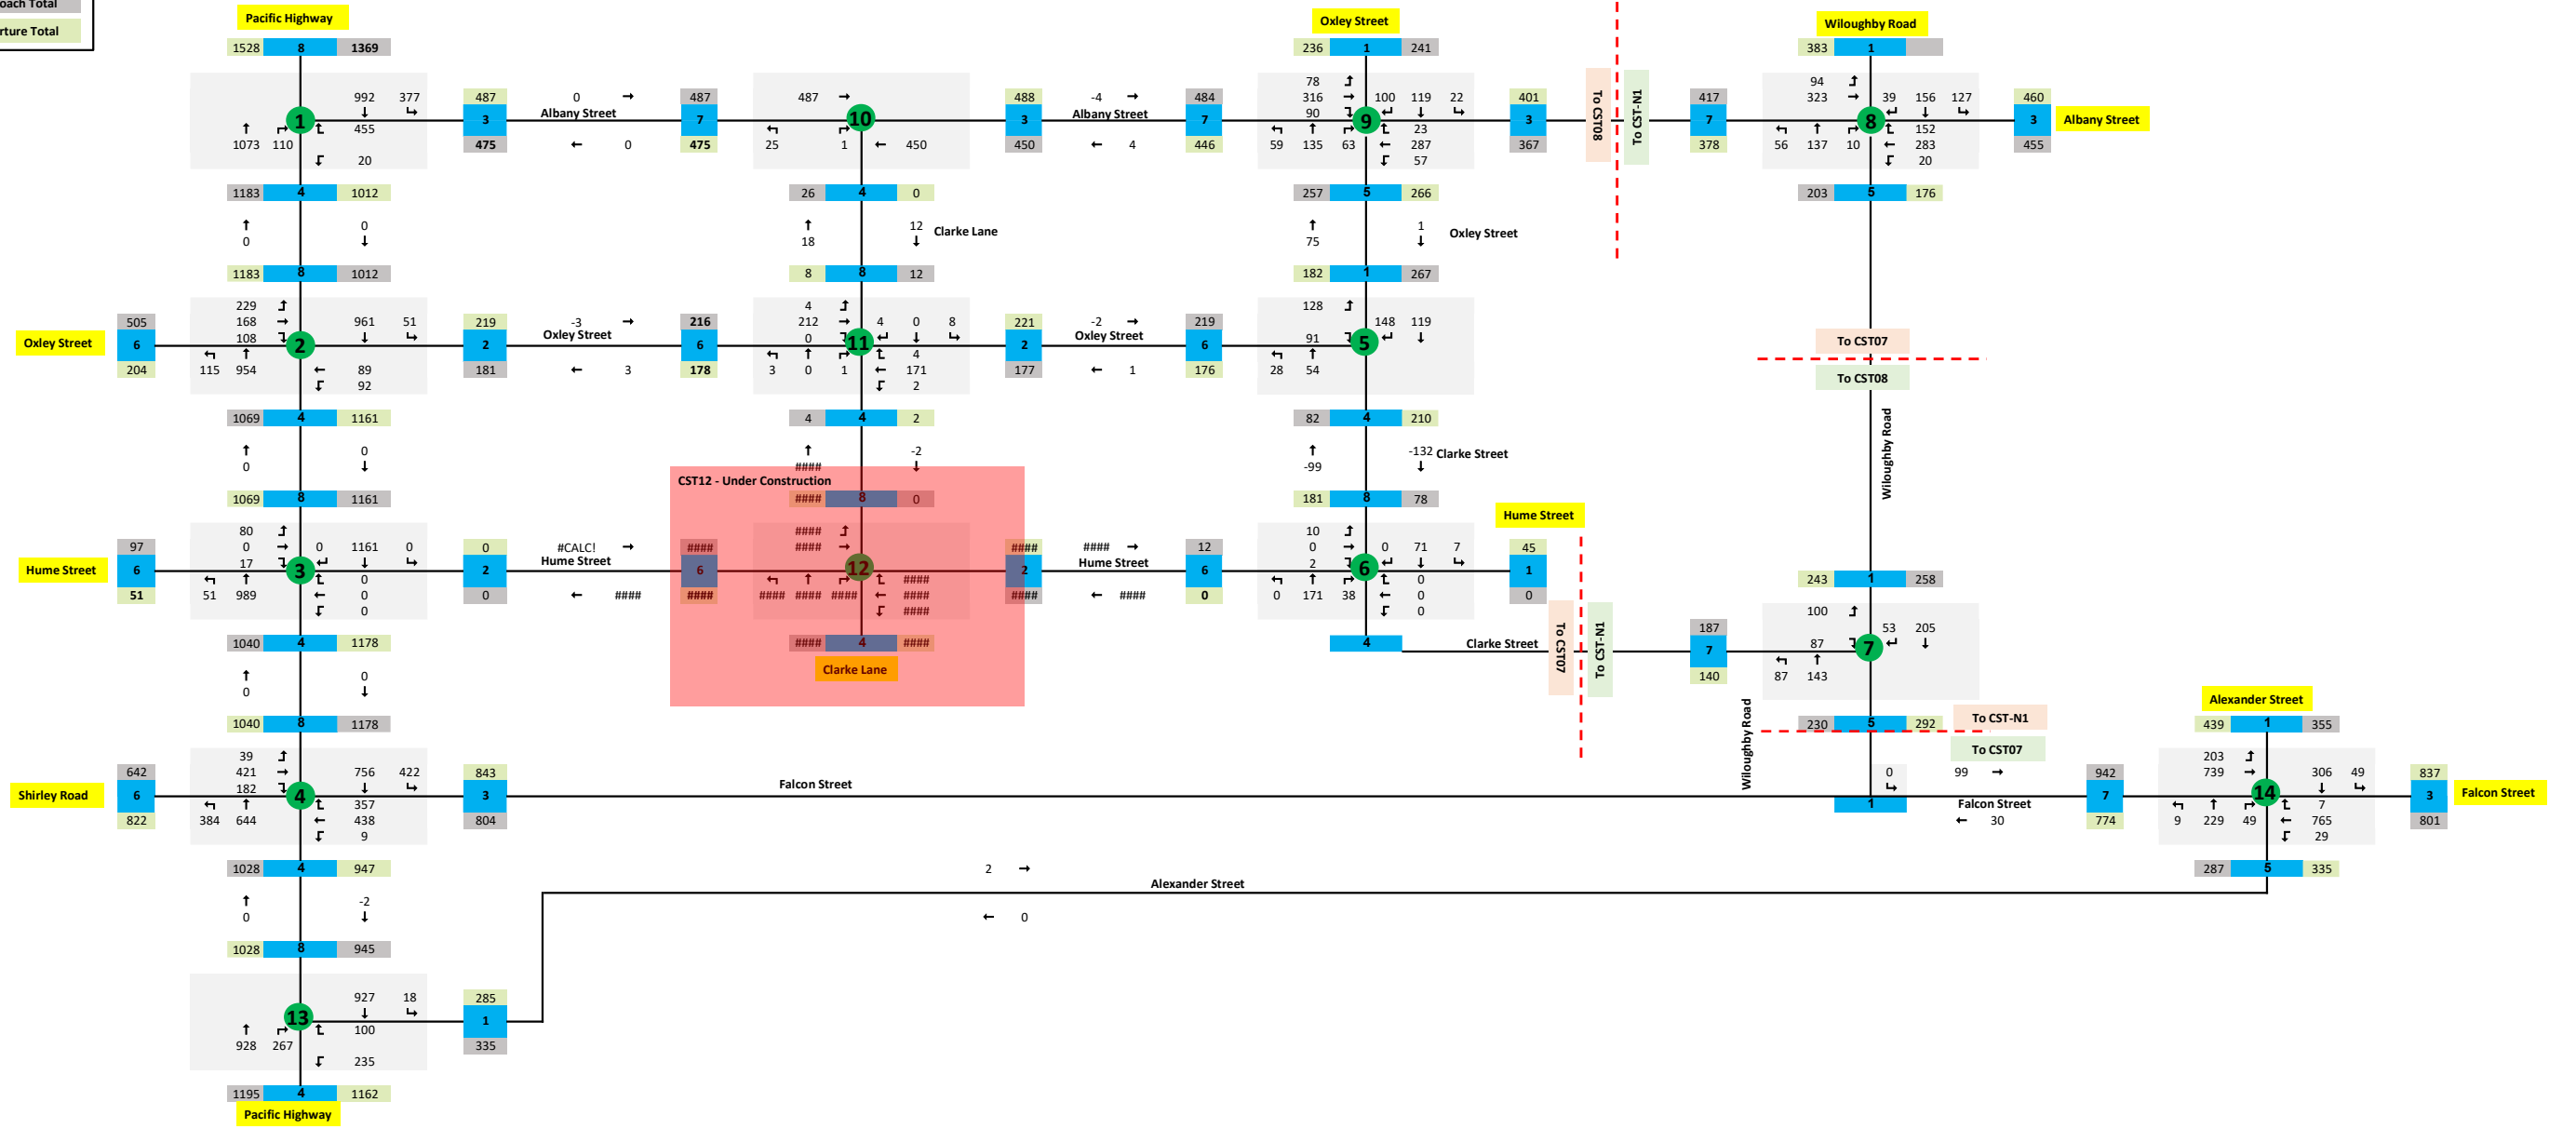 oach Total
rture Total
Pacific Highway
Oxley Street
Wiloughby Road
1528 8 1369
236 1 241
383 1
78
94
992 377 487 0 487 487 488 -4 484 316 100 119 22 401 417 323 39 156 127 460
To CST08
To CST-N1
1 3 Albany Street 7 10 3 Albany Street 7 90 9 3 7 8 3 Albany Street
455 23 152
1073 110 475 0 475 25 1 450 450 4 446 59 135 63 287 367 378 56 137 10 283 455
20 57 20
1183 4 1012 26 4 0 257 5 266 203 5 176
0 12 1
Clarke Lane Oxley Street
0 18 75
1183 8 1012 8 8 12 182 1 267
229 4 128
505 168 961 51 219 -3 216 212 4 0 8 221 -2 219 148 119
Oxley Street 6 108 2 2 Oxley Street 6 0 11 2 Oxley Street 6 91 5
4
To CST07
204 115 954 89 181 3 178 3 0 1 171 177 1 176 28 54
92 2
To CST08
1069 4 1161 4 4 2 82 4 210
Wiloughby Road
0 -2 -132 Clarke Street
0 #### -99
CST12 - Under Construction
1069 8 1161 #### 8 0 181 8 78
Hume Street
80 #### 10
97 0 0 1161 0 0 #CALC! #### #### #### #### 12 0 0 71 7 45
Hume Street 6 17 3 2 Hume Street 6 12 2 Hume Street 6 2 6 1
0 #### 0
51 51 989 0 0 #### #### #### #### #### #### #### #### 0 0 171 38 0 0
0 #### 0
243 1 258
100
1040 4 1178 #### 4 #### 4 Clarke Street
To CST07
To CST-N1
187 53 205
7 87 7
140 87 143
Clarke Lane
0
0
Alexander Street
1040 8 1178
230 5 292 To CST-N1
439 1 355
Wiloughby Road
To CST07
39 203
642 421 756 422 843 0 99 942 739 306 49 837
Shirley Road 6 182 4 3 Falcon Street 1 Falcon Street 7 14 3 Falcon Street
357 7
822 384 644 438 804 30 774 9 229 49 765 801
9 29
1028 4 947 2 287 5 335
Alexander Street
-2
0 0
1028 8 945
927 18 285
13 1
100
928 267 335
235
1195 4 1162
Pacific Highway